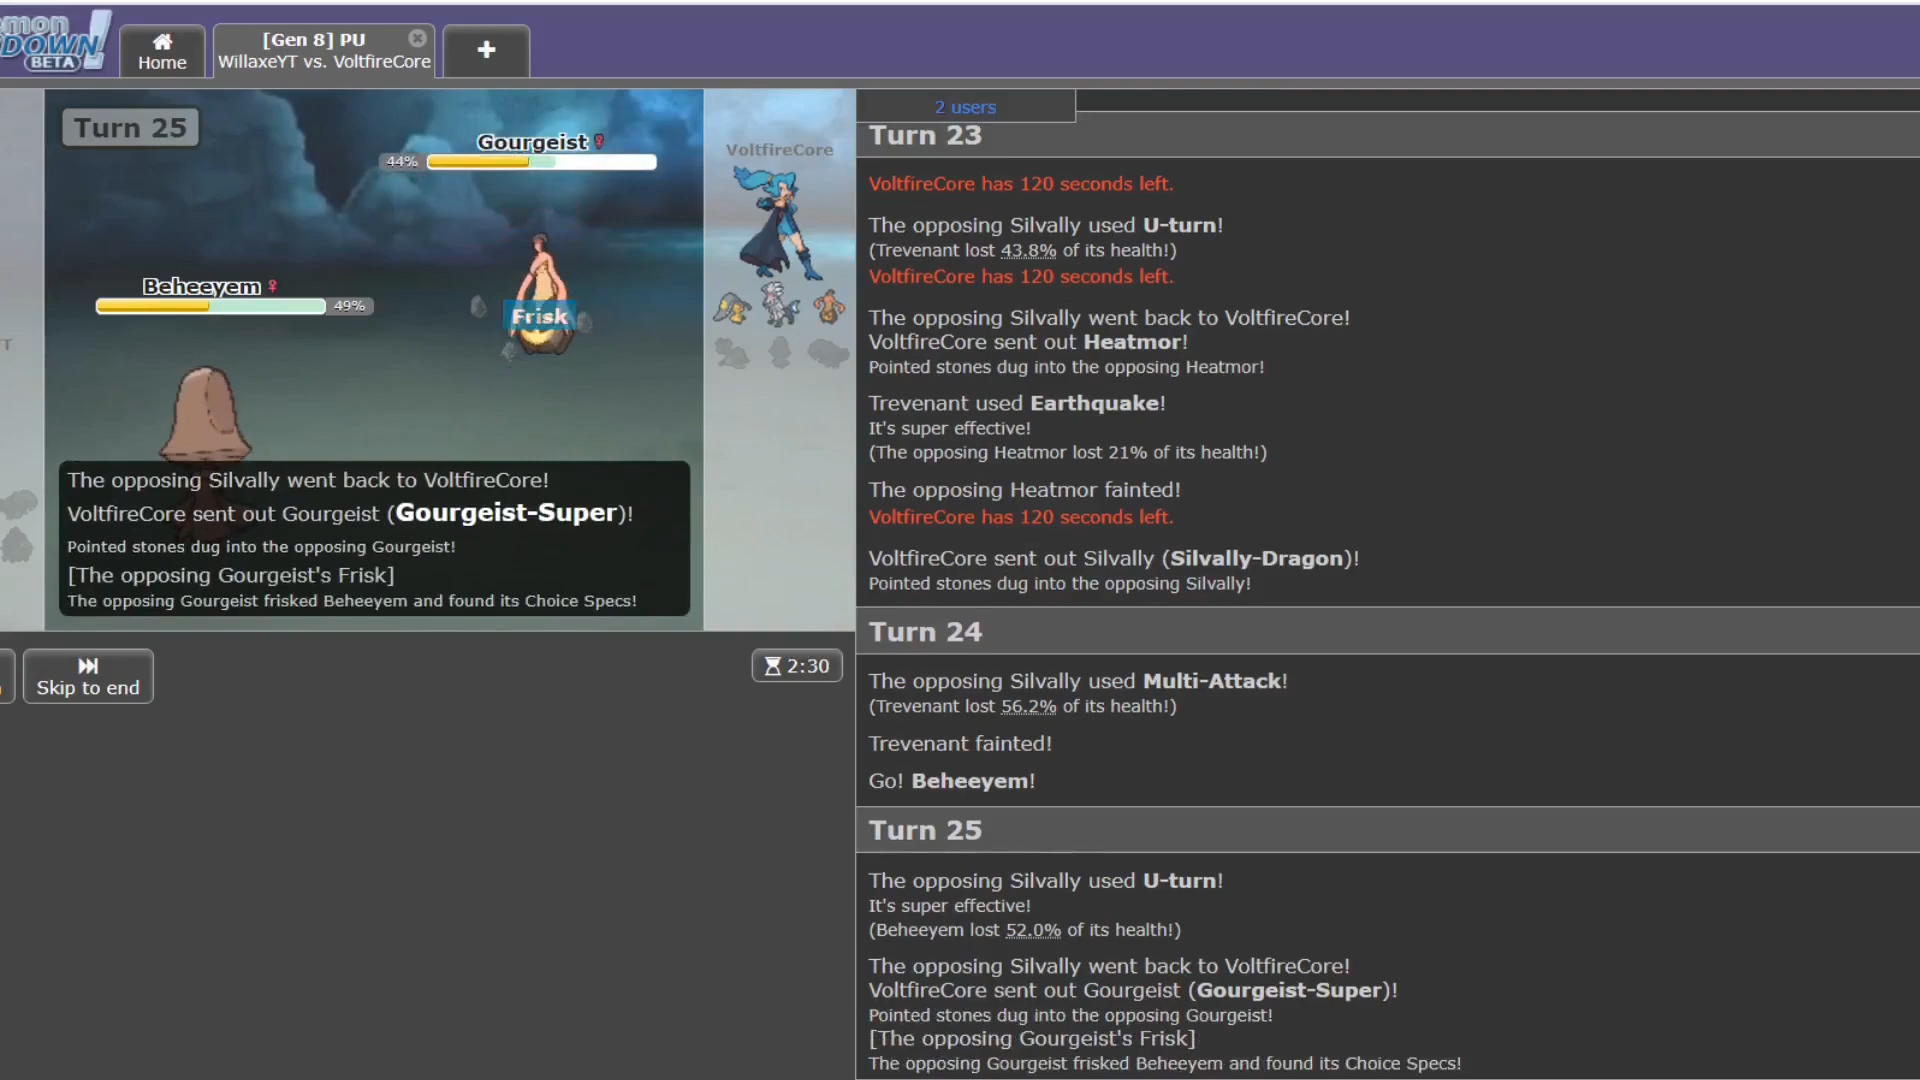 mon
DOWN!
BETA
Home
[Gen 8] PU
WillaxeYT vs. VoltfireCore
+
Turn 25
Gourgeist
44%
Beheeyem ♀
49%
Frisk
VoltfireCore
The opposing Silvally went back to VoltfireCore!
VoltfireCore sent out Gourgeist (Gourgeist-Super)!
Pointed stones dug into the opposing Gourgeist!
[The opposing Gourgeist's Frisk]
The opposing Gourgeist frisked Beheeyem and found its Choice Specs!
Skip to end
2:30
2 users
Turn 23
VoltfireCore has 120 seconds left.
The opposing Silvally used U-turn!
(Trevenant lost 43.8% of its health!)
VoltfireCore has 120 seconds left.
The opposing Silvally went back to VoltfireCore!
VoltfireCore sent out Heatmor!
Pointed stones dug into the opposing Heatmor!
Trevenant used Earthquake!
It's super effective!
(The opposing Heatmor lost 21% of its health!)
The opposing Heatmor fainted!
VoltfireCore has 120 seconds left.
VoltfireCore sent out Silvally (Silvally-Dragon)!
Pointed stones dug into the opposing Silvally!
Turn 24
The opposing Silvally used Multi-Attack!
(Trevenant lost 56.2% of its health!)
Trevenant fainted!
Go! Beheeyem!
Turn 25
The opposing Silvally used U-turn!
It's super effective!
(Beheeyem lost 52.0% of its health!)
The opposing Silvally went back to VoltfireCore!
VoltfireCore sent out Gourgeist (Gourgeist-Super)!
Pointed stones dug into the opposing Gourgeist!
[The opposing Gourgeist's Frisk]
The opposing Gourgeist frisked Beheeyem and found its Choice Specs!